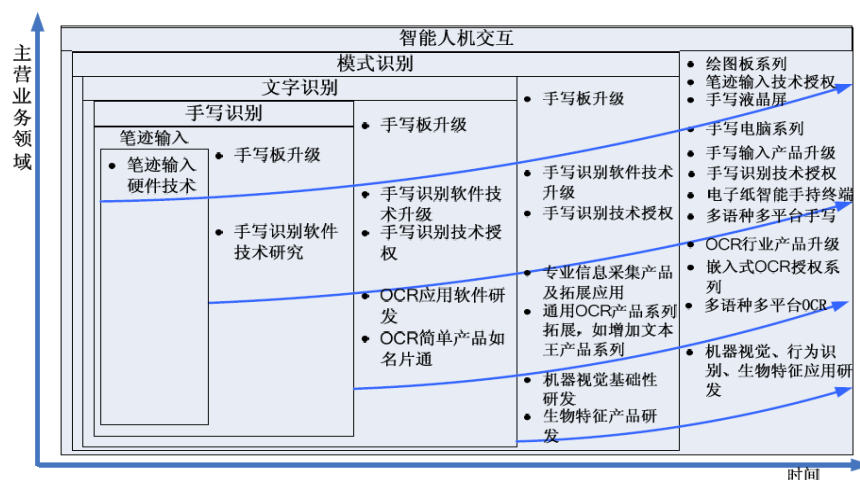 智能人机交互
模式识别
文字识别
手写识别
笔迹输入
主营业务领域
笔迹输入
硬件技术
手写板升级
手写识别软件
技术研究
手写板升级
手写识别软件技
术升级
手写识别技术授
权
OCR应用软件研
发
OCR简单产品如
名片通
手写板升级
手写识别软件技术
升级
手写识别技术授权
专业信息采集产品
及拓展应用
通用OCR产品系列
拓展，如增加文本
王产品系列
机器视觉基础性
研发
生物特征产品研
发
绘图板系列
笔迹输入技术授权
手写液晶屏
手写电脑系列
手写输入产品升级
手写识别技术授权
电子纸智能手持终端
多语种多平台手写
OCR行业产品升级
嵌入式OCR授权系
列
多语种多平台OCR
机器视觉、行为识
别、生物特征应用研
发
时间